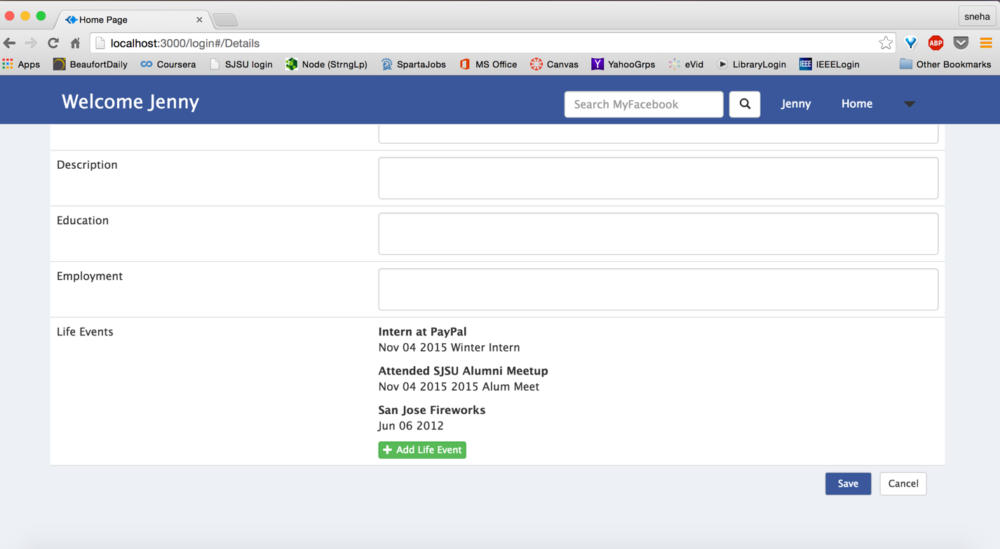 Home Page
sneha
localhost:3000/login#/Details
Apps BeaufortDaily Coursera SJSU login Node (StrngLp) SpartaJobs MS Office Canvas YahooGrps eVid LibraryLogin IEEELogin Other Bookmarks
ABP
Y
IEEE
Welcome Jenny
Search MyFacebook
Jenny
Home
Description
Education
Employment
Life Events
Intern at PayPal
Nov 04 2015 Winter Intern
Attended SJSU Alumni Meetup
Nov 04 2015 2015 Alum Meet
San Jose Fireworks
Jun 06 2012
Add Life Event
Save
Cancel